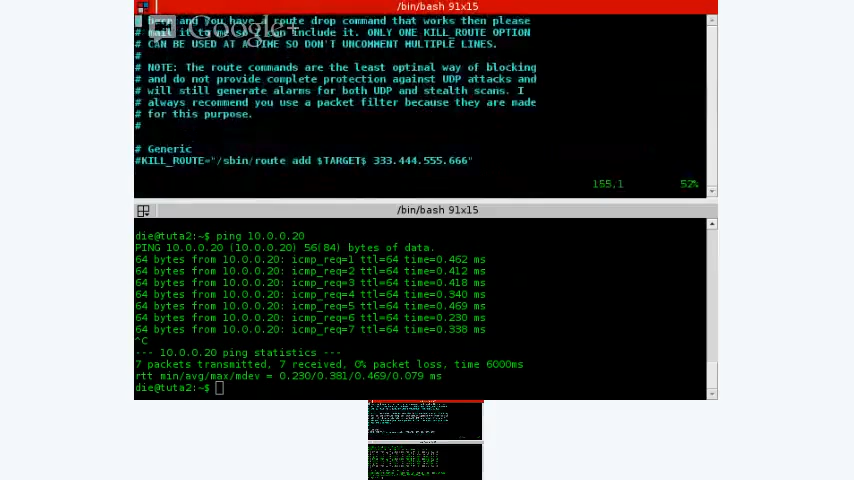 /bin/bash 91x15
here and you have a route drop command that works then please
# mail it to me so I can include it. ONLY ONE KILL_ROUTE OPTION
# CAN BE USED AT A TIME SO DON'T UNCOMMENT MULTIPLE LINES.
#
# NOTE: The route commands are the least optimal way of blocking
# and do not provide complete protection against UDP attacks and
# will still generate alarms for both UDP and stealth scans. I
# always recommend you use a packet filter because they are made
# for this purpose.
#
# Generic
#KILL_ROUTE="/sbin/route add $TARGET$ 333.444.555.666"
155,1 52%
Google+
/bin/bash 91x15
die@tuta2:~$ ping 10.0.0.20
PING 10.0.0.20 (10.0.0.20) 56(84) bytes of data.
64 bytes from 10.0.0.20: icmp_req=1 ttl=64 time=0.462 ms
64 bytes from 10.0.0.20: icmp_req=2 ttl=64 time=0.412 ms
64 bytes from 10.0.0.20: icmp_req=3 ttl=64 time=0.418 ms
64 bytes from 10.0.0.20: icmp_req=4 ttl=64 time=0.340 ms
64 bytes from 10.0.0.20: icmp_req=5 ttl=64 time=0.469 ms
64 bytes from 10.0.0.20: icmp_req=6 ttl=64 time=0.230 ms
64 bytes from 10.0.0.20: icmp_req=7 ttl=64 time=0.338 ms
^C
--- 10.0.0.20 ping statistics ---
7 packets transmitted, 7 received, 0% packet loss, time 6000ms
rtt min/avg/max/mdev = 0.230/0.381/0.469/0.079 ms
die@tuta2:~$